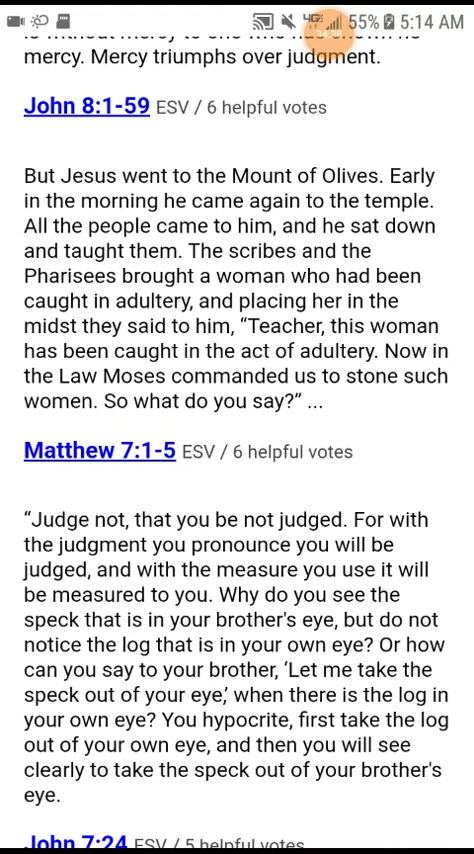 4G 55% 5:14 AM
mercy. Mercy triumphs over judgment.
John 8:1-59 ESV / 6 helpful votes
But Jesus went to the Mount of Olives. Early
in the morning he came again to the temple.
All the people came to him, and he sat down
and taught them. The scribes and the
Pharisees brought a woman who had been
caught in adultery, and placing her in the
midst they said to him, “Teacher, this woman
has been caught in the act of adultery. Now in
the Law Moses commanded us to stone such
women. So what do you say?” ...
Matthew 7:1-5 ESV / 6 helpful votes
“Judge not, that you be not judged. For with
the judgment you pronounce you will be
judged, and with the measure you use it will
be measured to you. Why do you see the
speck that is in your brother's eye, but do not
notice the log that is in your own eye? Or how
can you say to your brother, ‘Let me take the
speck out of your eye,’ when there is the log in
your own eye? You hypocrite, first take the log
out of your own eye, and then you will see
clearly to take the speck out of your brother's
eye.
John 7:24 ESV / 5 helpful votes